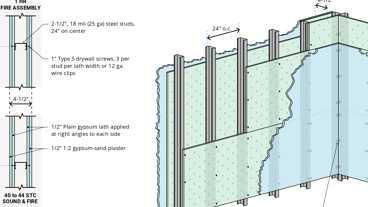 1 HR
FIRE ASSEMBLY
2-1/2", 18 mil (25 ga) steel studs,
24" on center
1" Type S drywall screws, 3 per
stud per lath width or 12 ga.
wire clips
4-1/2"
1/2" Plain gypsum lath applied
at right angles to each side
1/2" 1:2 gypsum-sand plaster
40 to 44 STC
SOUND & FIRE
24" o.c.